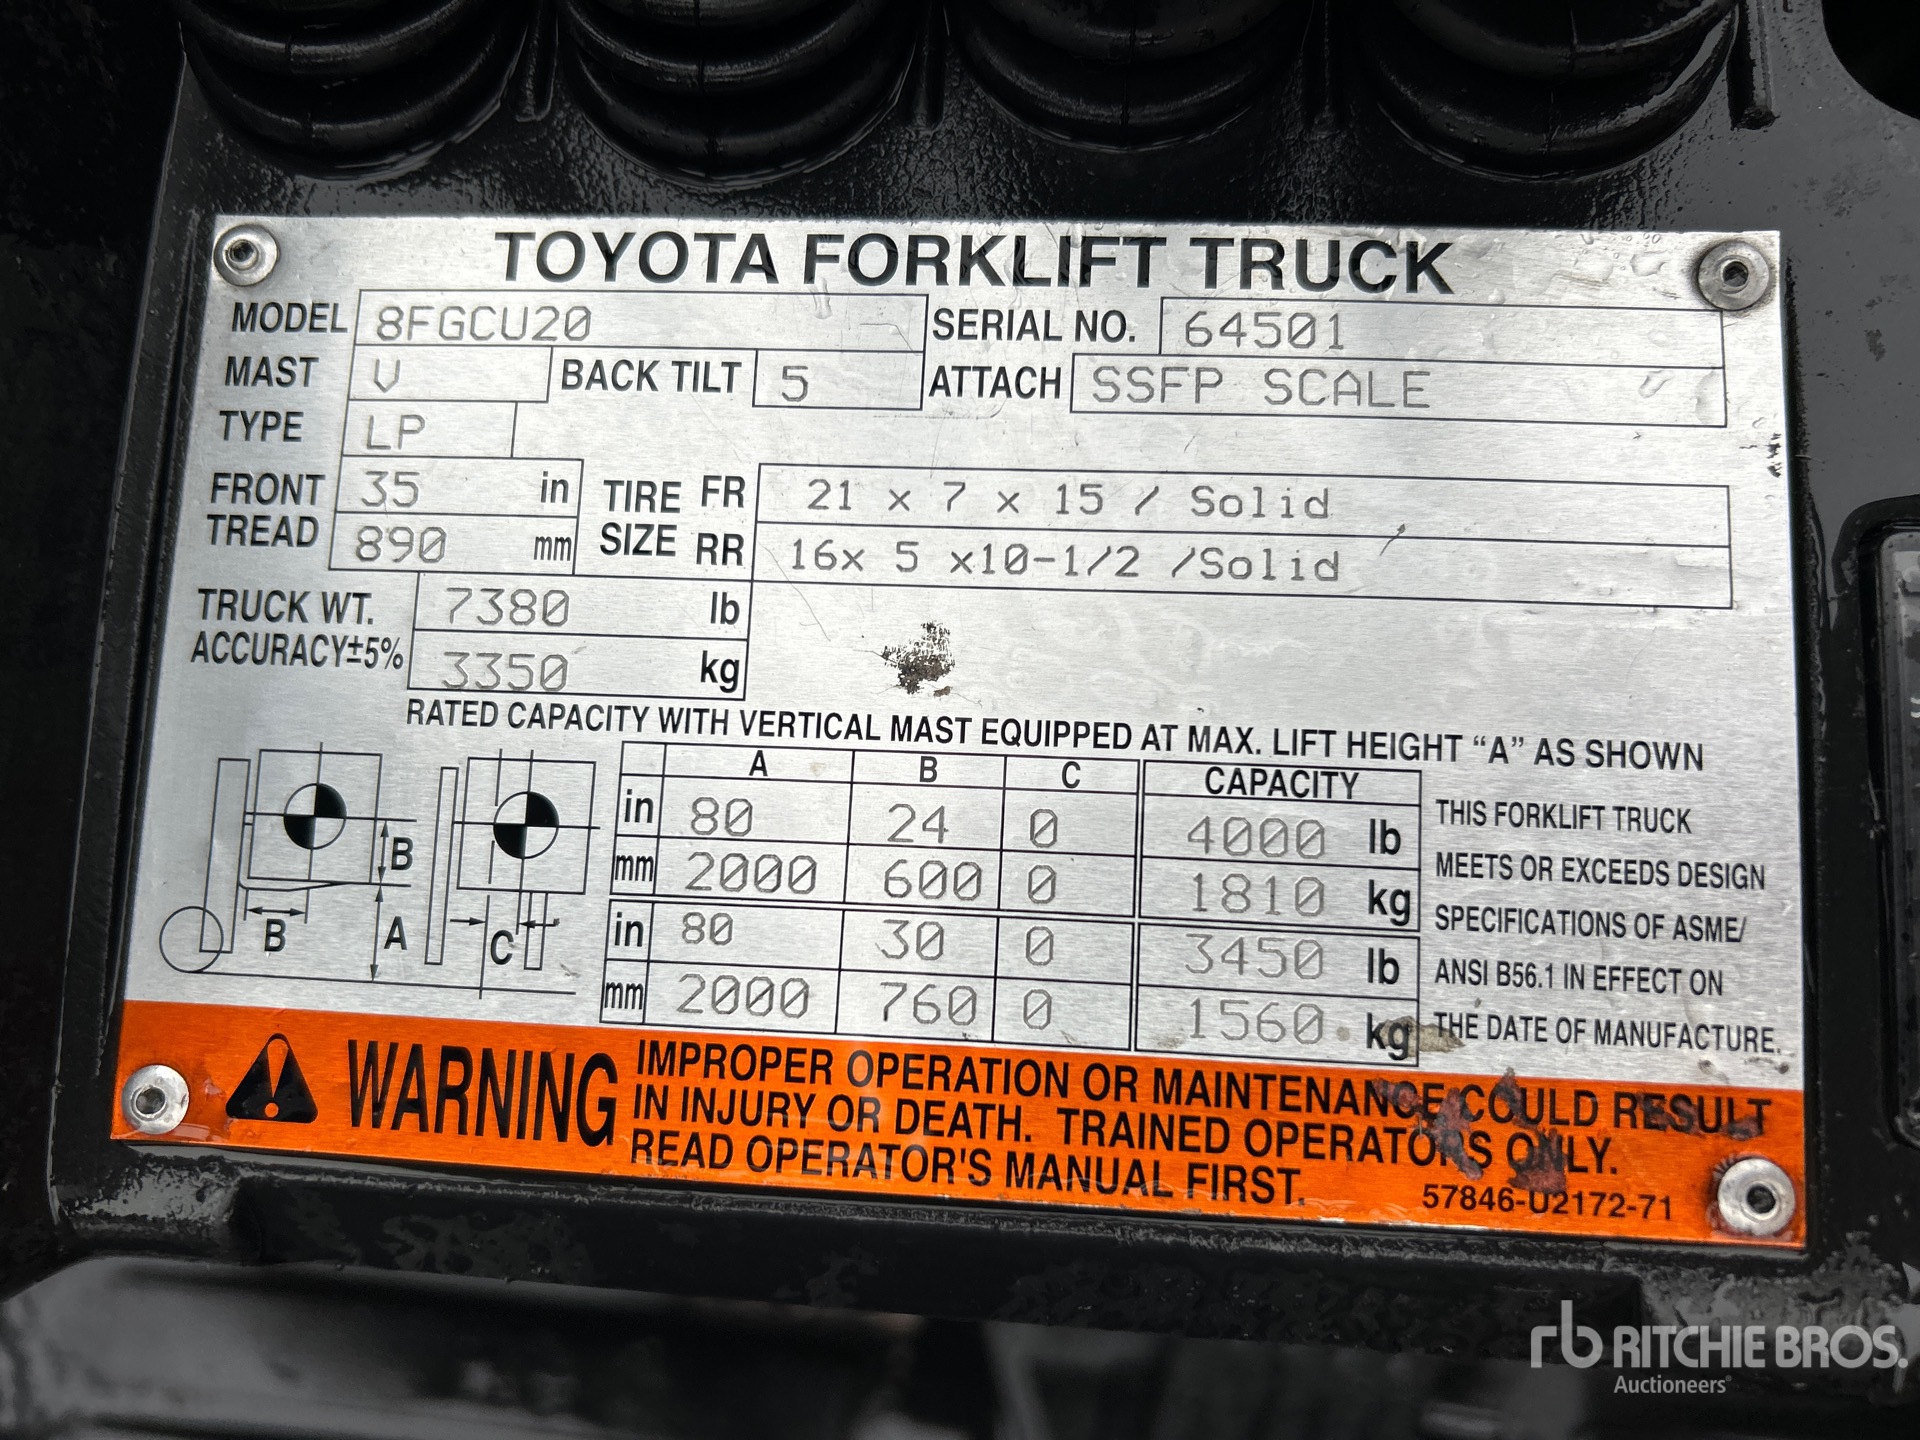 TOYOTA FORKLIFT TRUCK
MODEL 8FGCU20 SERIAL NO. 64501
MAST V BACK TILT 5 ATTACH SSFP SCALE
TYPE LP
FRONT TREAD 35 in TIRE SIZE FR 21 x 7 x 15 / Solid
890 mm RR 16x 5 x10-1/2 /Solid
TRUCK WT. 7380 lb
ACCURACY±5% 3350 kg
RATED CAPACITY WITH VERTICAL MAST EQUIPPED AT MAX. LIFT HEIGHT "A" AS SHOWN
A B C CAPACITY
in 80 24 0 4000 lb
mm 2000 600 0 1810 kg
in 80 30 0 3450 lb
mm 2000 760 0 1560 kg
B
B A C
THIS FORKLIFT TRUCK
MEETS OR EXCEEDS DESIGN
SPECIFICATIONS OF ASME/
ANSI B56.1 IN EFFECT ON
THE DATE OF MANUFACTURE.
WARNING
IMPROPER OPERATION OR MAINTENANCE COULD RESULT
IN INJURY OR DEATH. TRAINED OPERATORS ONLY.
READ OPERATOR'S MANUAL FIRST.
57846-U2172-71
rb RITCHIE BROS.
Auctioneers